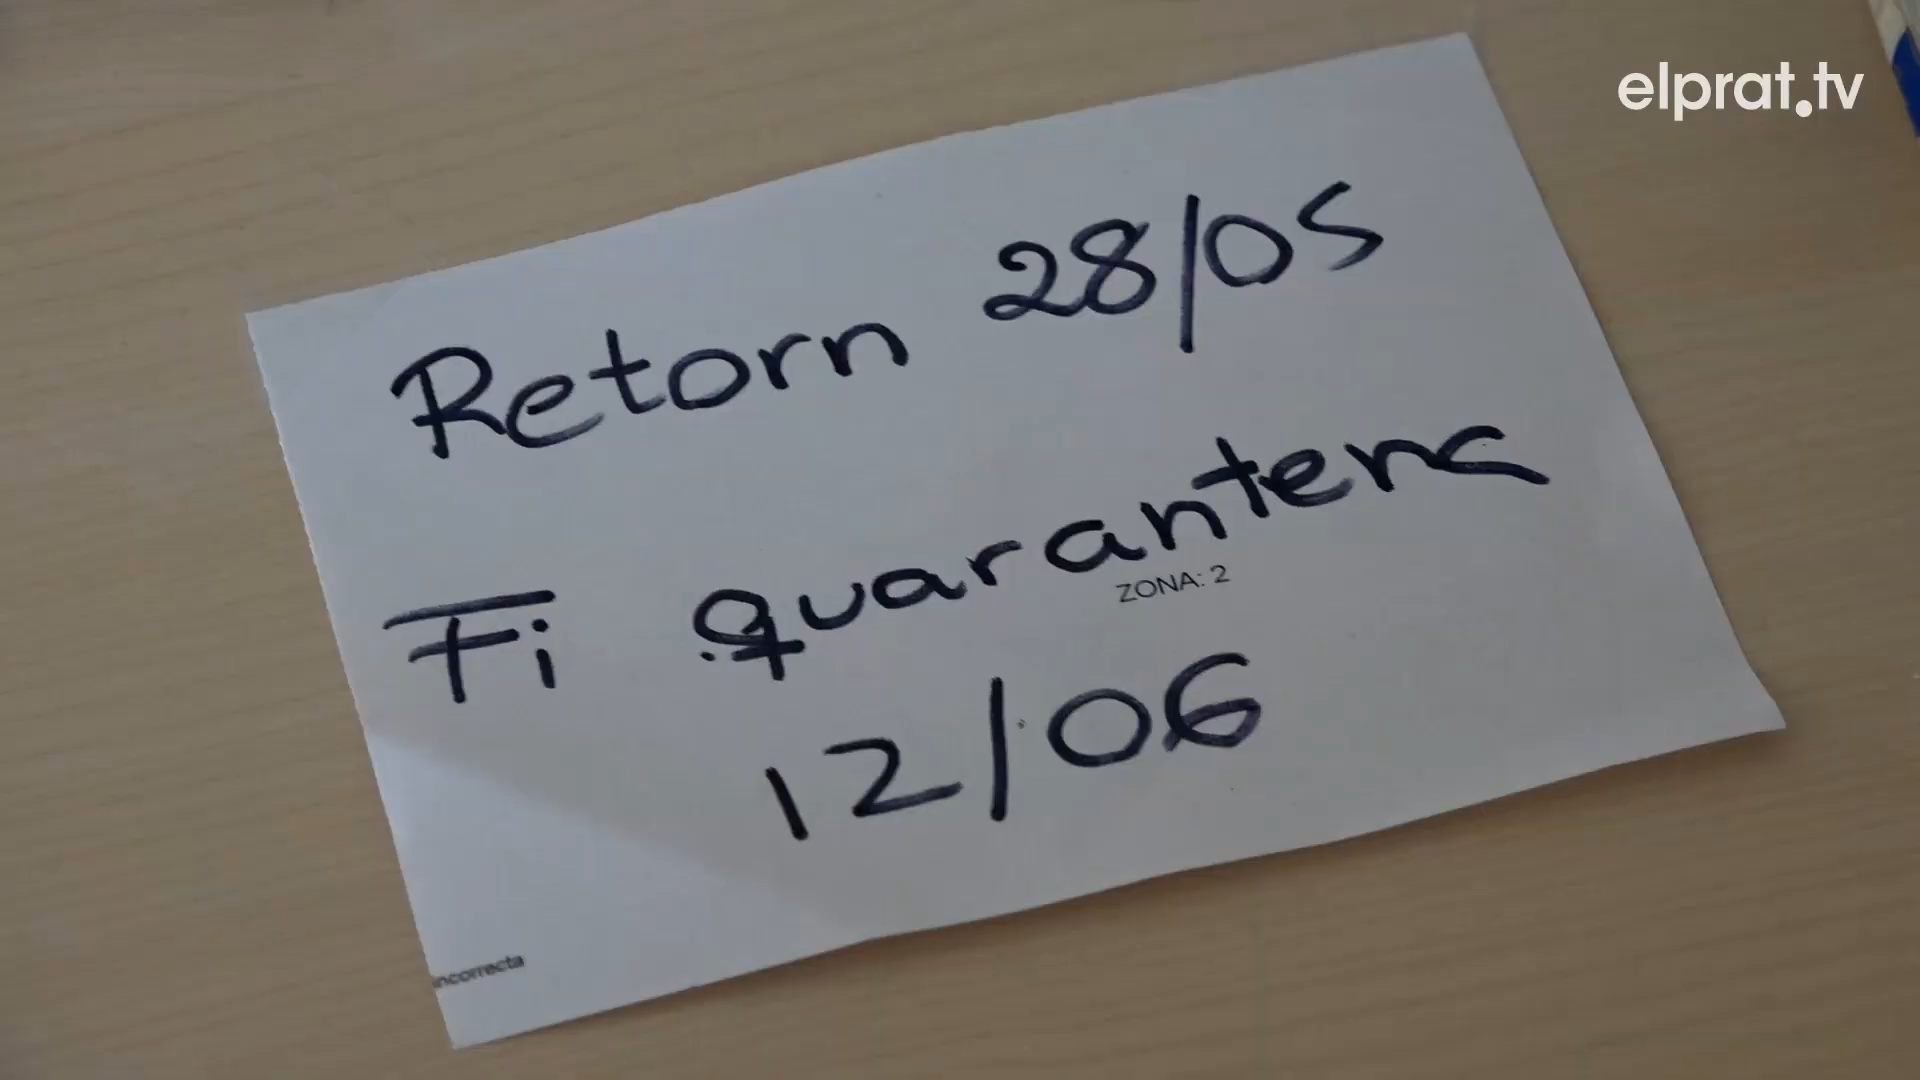 elprat.tv
Retorn 28/05
Fi quarantena
ZONA: 2
12/06
incorrecta